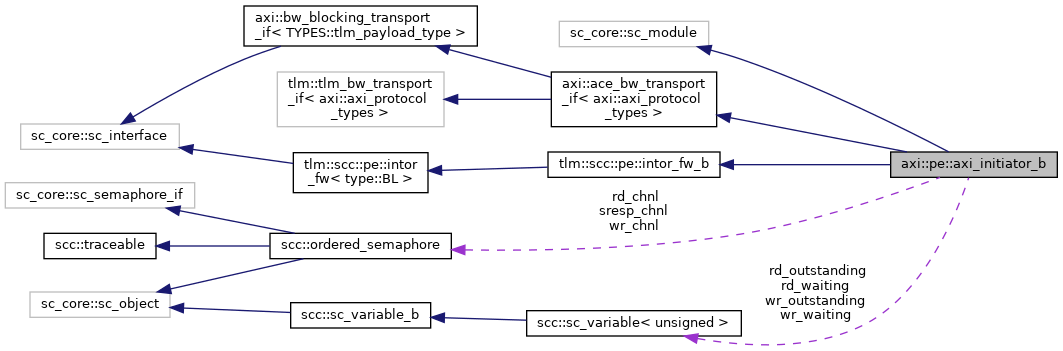 axi::bw_blocking_transport
_if< TYPES::tlm_payload_type >
sc_core::sc_module
tlm::tlm_bw_transport
_if< axi::axi_protocol
_types >
axi::ace_bw_transport
_if< axi::axi_protocol
_types >
sc_core::sc_interface
tlm::scc::pe::intor
_fw< type::BL >
tlm::scc::pe::intor_fw_b
axi::pe::axi_initiator_b
sc_core::sc_semaphore_if
rd_chnl
sresp_chnl
wr_chnl
scc::traceable
scc::ordered_semaphore
sc_core::sc_object
scc::sc_variable_b
scc::sc_variable< unsigned >
rd_outstanding
rd_waiting
wr_outstanding
wr_waiting